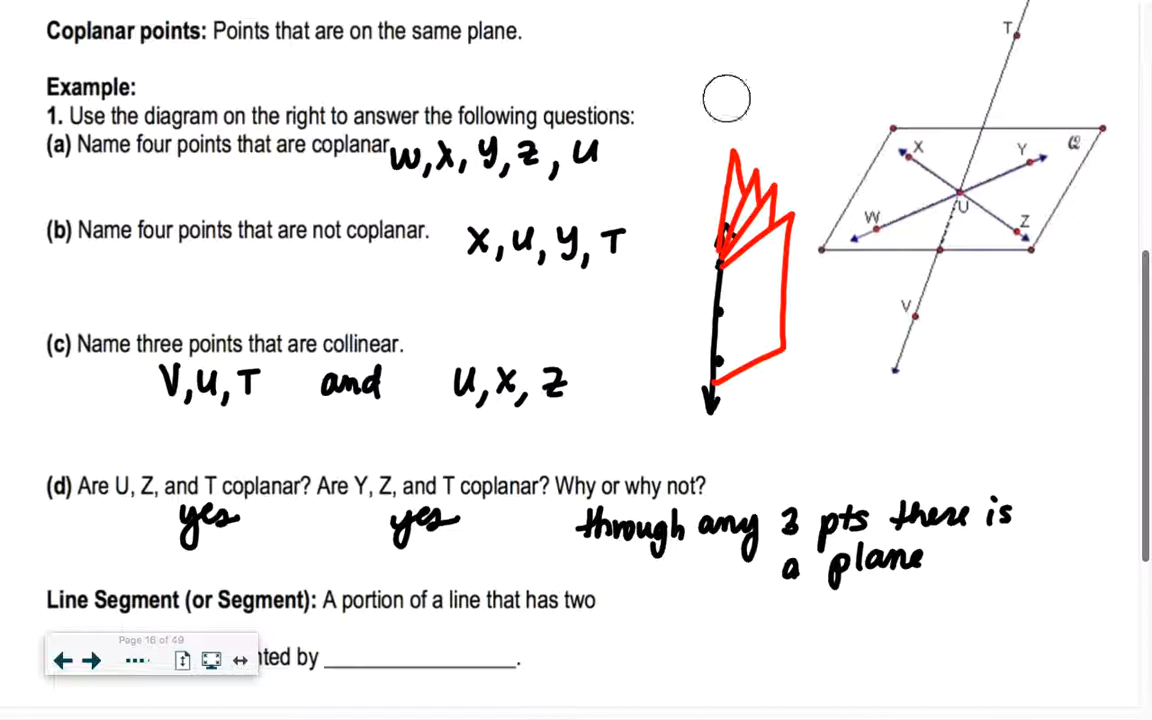 Coplanar points: Points that are on the same plane.
Example:
1. Use the diagram on the right to answer the following questions:
(a) Name four points that are coplanar W, X, Y, Z, U
(b) Name four points that are not coplanar. X, U, Y, T
(c) Name three points that are collinear.
V, U, T and U, X, Z
(d) Are U, Z, and T coplanar? Are Y, Z, and T coplanar? Why or why not?
yes yes through any 3 pts there is
a plane
Line Segment (or Segment): A portion of a line that has two
Page 16 of 49
ted by ________________.
T
X
Y
W
U
Z
V